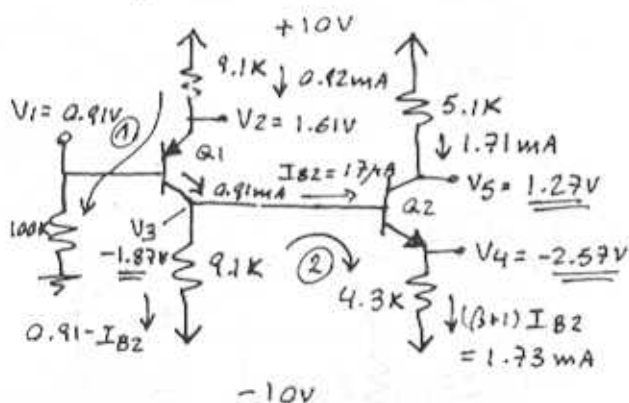 +10V
9.1K ↓ 0.92mA
5.1K
V1 = 0.91V
①
V2 = 1.61V
↓ 1.71mA
Q1
IB2 = 17μA
0.91mA
V5 = 1.27V
Q2
100K
V3
-1.87V
9.1K
②
V4 = -2.57V
4.3K
↓ (β+1) IB2
0.91-IB2 ↓
= 1.73mA
-10V